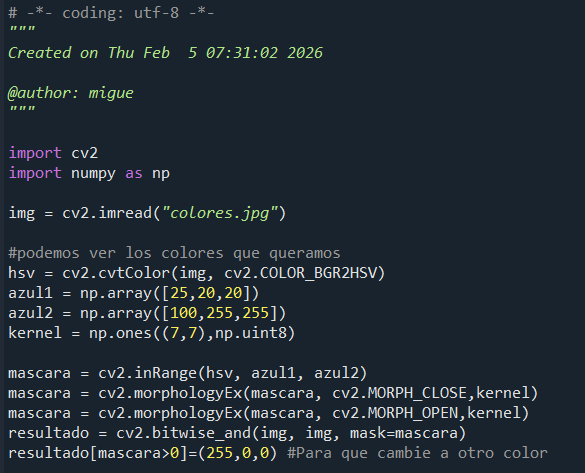 # -*- coding: utf-8 -*-
"""
Created on Thu Feb  5 07:31:02 2026

@author: migue
"""

import cv2
import numpy as np

img = cv2.imread("colores.jpg")

#podemos ver los colores que queramos
hsv = cv2.cvtColor(img, cv2.COLOR_BGR2HSV)
azul1 = np.array([25,20,20])
azul2 = np.array([100,255,255])
kernel = np.ones((7,7),np.uint8)

mascara = cv2.inRange(hsv, azul1, azul2)
mascara = cv2.morphologyEx(mascara, cv2.MORPH_CLOSE,kernel)
mascara = cv2.morphologyEx(mascara, cv2.MORPH_OPEN,kernel)
resultado = cv2.bitwise_and(img, img, mask=mascara)
resultado[mascara>0]=(255,0,0) #Para que cambie a otro color